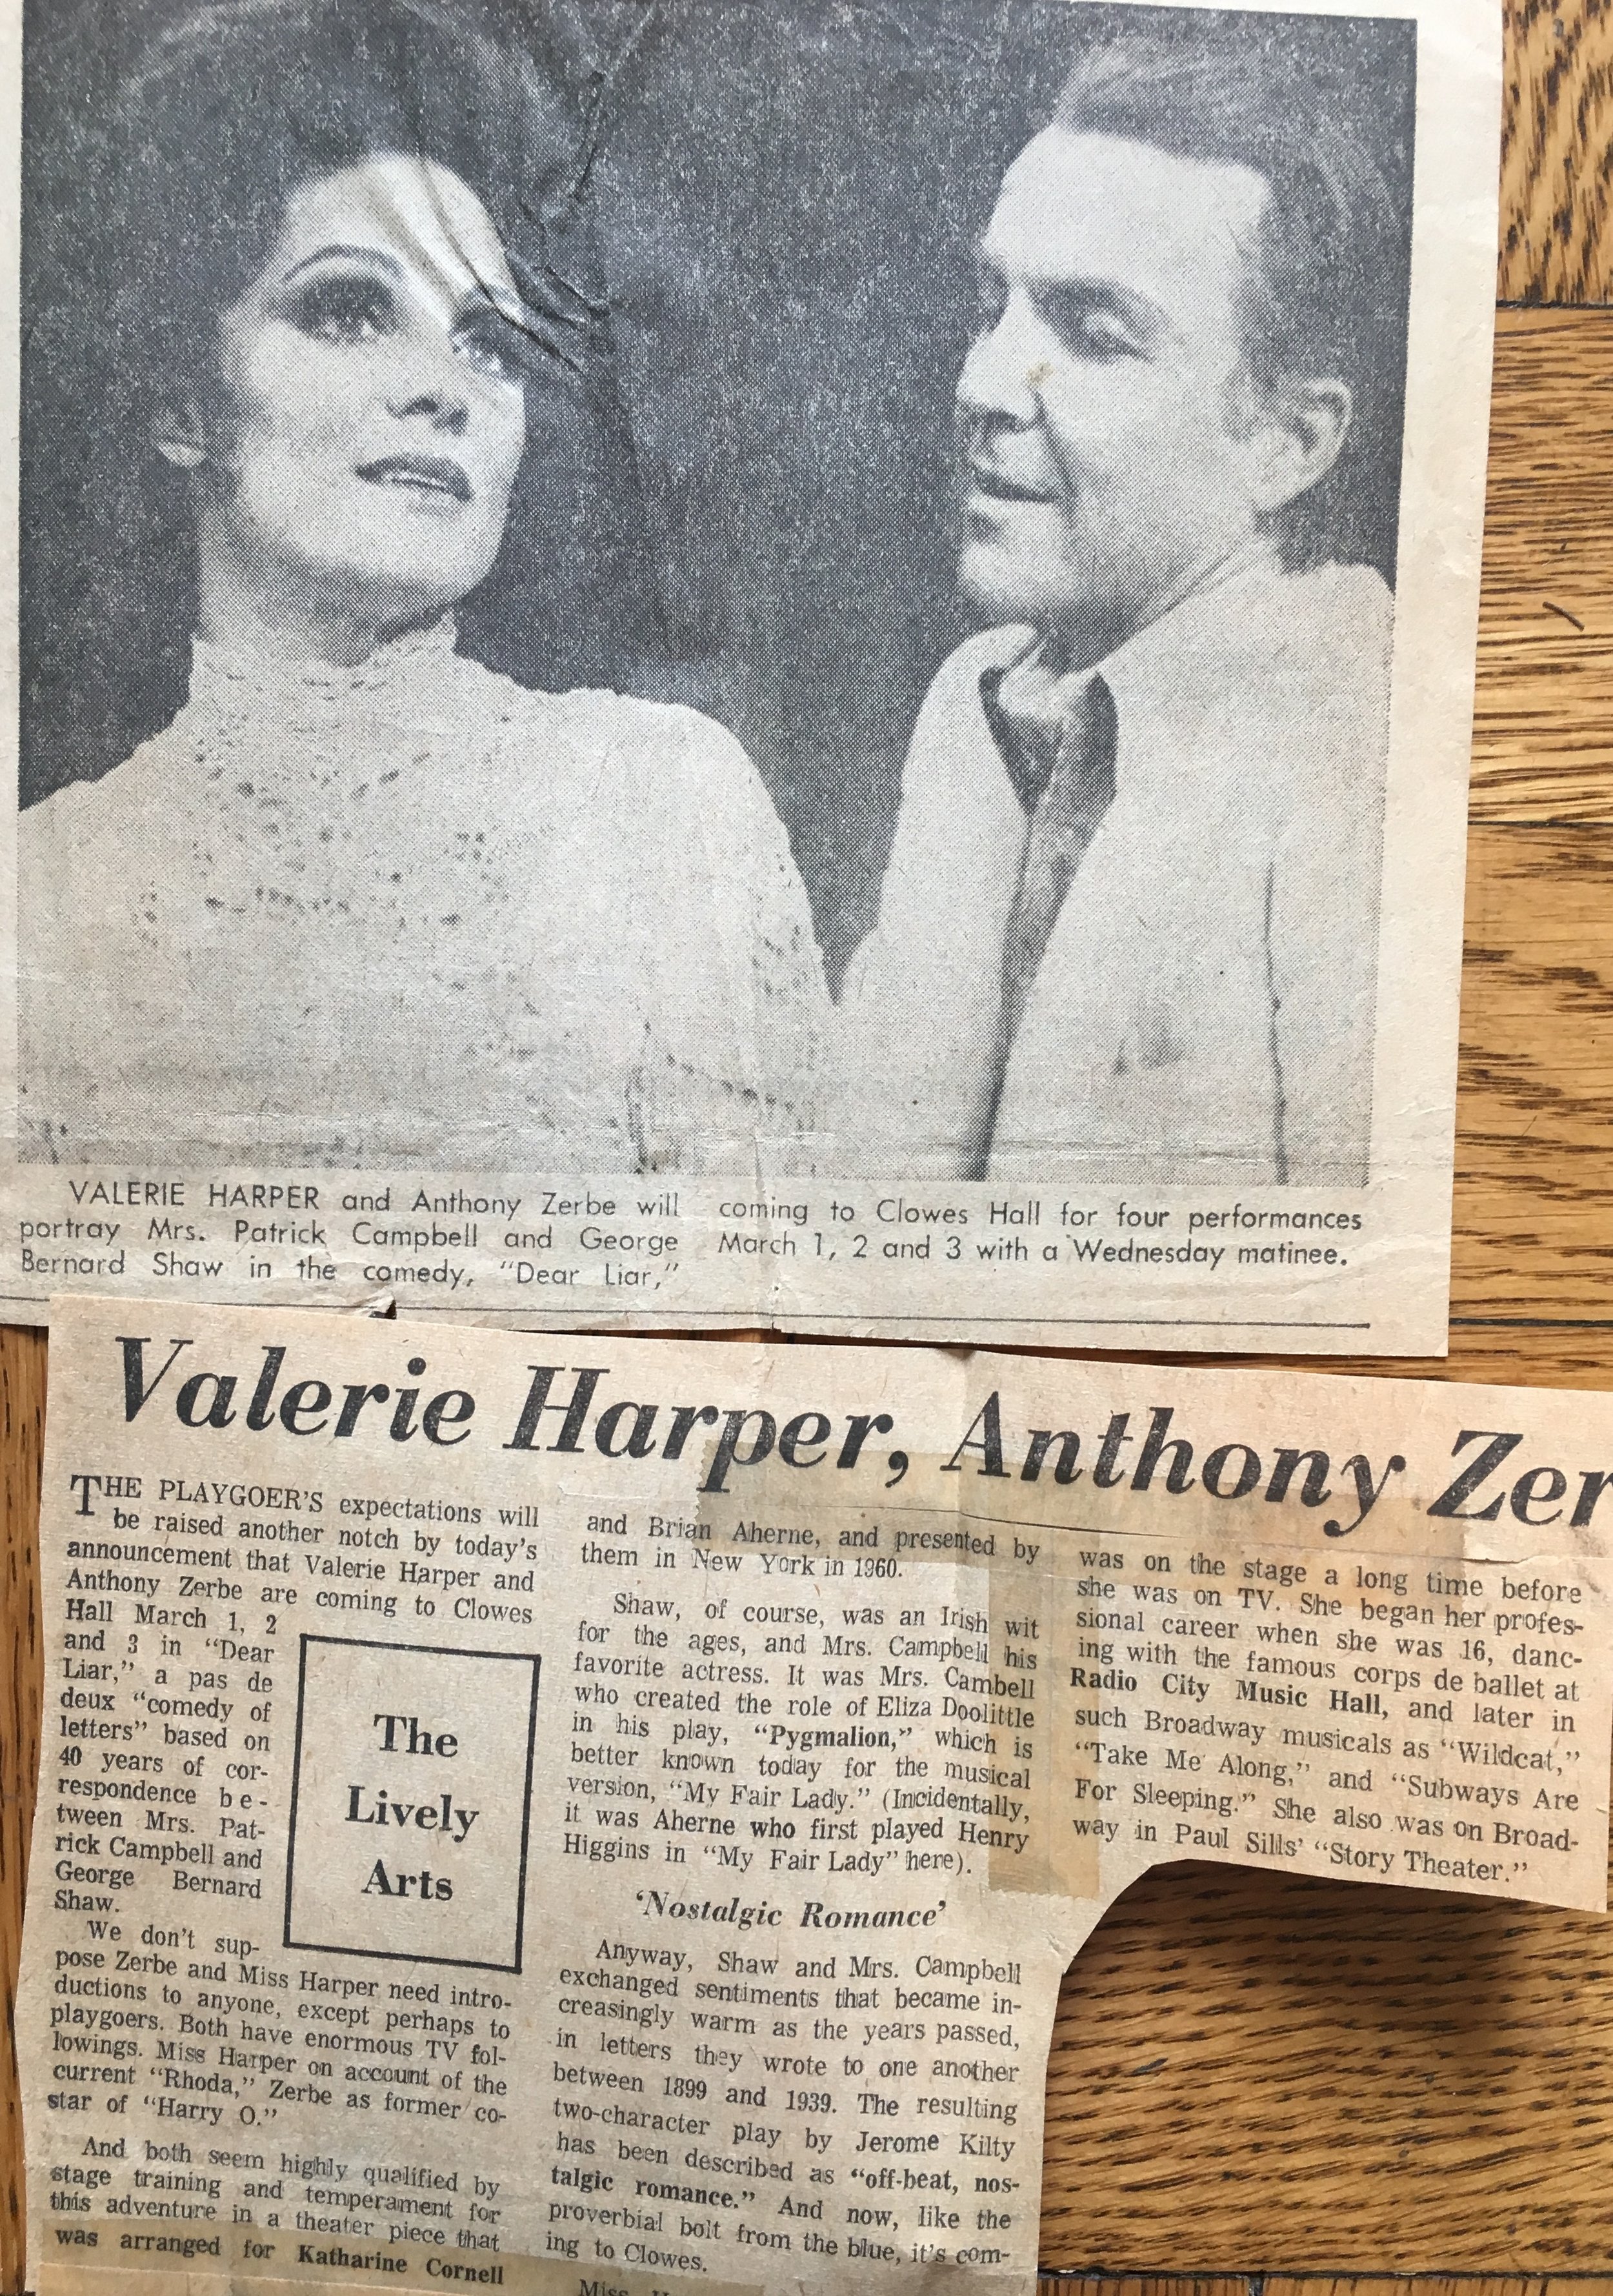 VALERIE HARPER and Anthony Zerbe will
portray Mrs. Patrick Campbell and George
Bernard Shaw in the comedy, "Dear Liar,"
coming to Clowes Hall for four performances
March 1, 2 and 3 with a Wednesday matinee.
Valerie Harper, Anthony Zer
THE PLAYGOER'S expectations will
be raised another notch by today's
announcement that Valerie Harper and
Anthony Zerbe are coming to Clowes
Hall March 1, 2
and 3 in "Dear
Liar," a pas de
deux "comedy of
letters" based on
40 years of cor-
respondence be-
tween Mrs. Pat-
rick Campbell and
George Bernard
Shaw.
We don't sup-
pose Zerbe and Miss Harper need intro-
ductions to anyone, except perhaps to
playgoers. Both have enormous TV fol-
lowings. Miss Harper on account of the
current "Rhoda," Zerbe as former co-
star of "Harry O."
And both seem highly qualified by
stage training and temperament for
this adventure in a theater piece that
was arranged for Katharine Cornell
The
Lively
Arts
and Brian Aherne, and presented by
them in New York in 1960.
Shaw, of course, was an Irish wit
for the ages, and Mrs. Campbell his
favorite actress. It was Mrs. Cambell
who created the role of Eliza Doolittle
in his play, "Pygmalion," which is
better known today for the musical
version, "My Fair Lady." (Incidentally,
it was Aherne who first played Henry
Higgins in "My Fair Lady" here).
'Nostalgic Romance'
Anyway, Shaw and Mrs. Campbell
exchanged sentiments that became in-
creasingly warm as the years passed,
in letters they wrote to one another
between 1899 and 1939. The resulting
two-character play by Jerome Kilty
has been described as "off-beat, nos-
talgic romance." And now, like the
proverbial bolt from the blue, it's com-
ing to Clowes.
Miss
was on the stage a long time before
she was on TV. She began her profes-
sional career when she was 16, danc-
ing with the famous corps de ballet at
Radio City Music Hall, and later in
such Broadway musicals as "Wildcat,"
"Take Me Along," and "Subways Are
For Sleeping." She also was on Broad-
way in Paul Sills' "Story Theater."